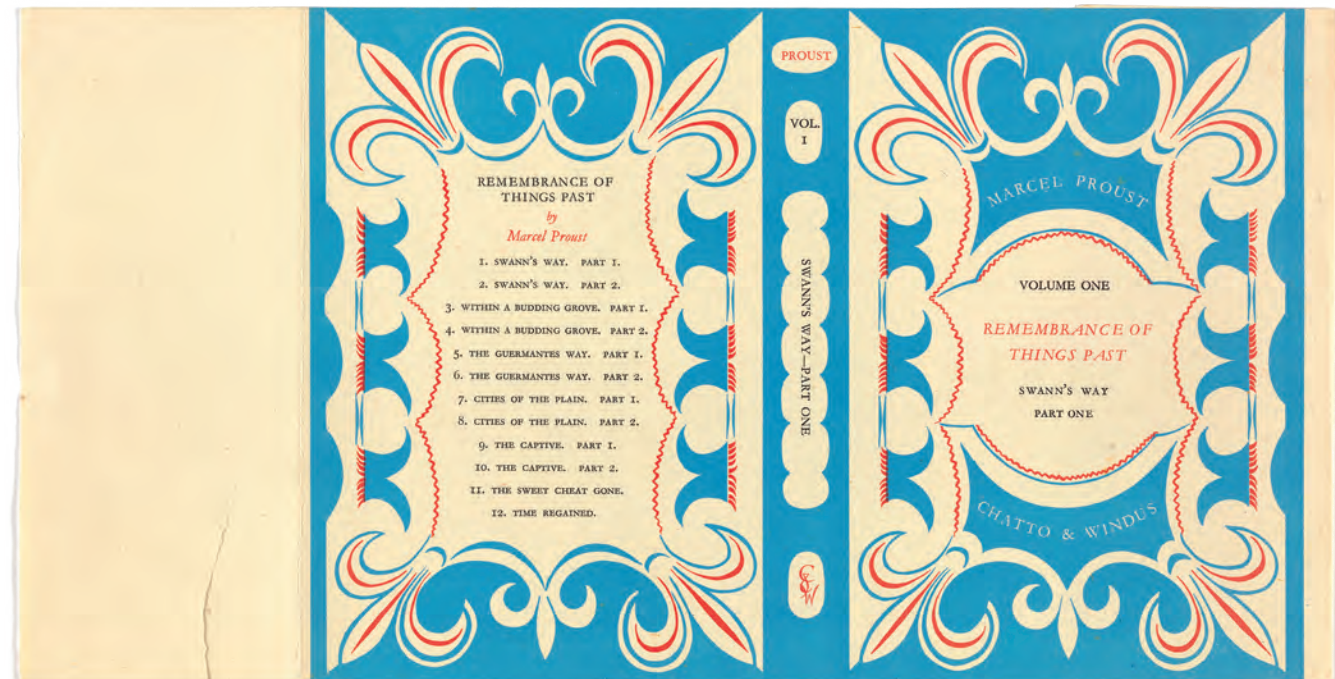 REMEMBRANCE OF
THINGS PAST
by
Marcel Proust
1. SWANN'S WAY. PART 1.
2. SWANN'S WAY. PART 2.
3. WITHIN A BUDDING GROVE. PART 1.
4. WITHIN A BUDDING GROVE. PART 2.
5. THE GUERMANTES WAY. PART 1.
6. THE GUERMANTES WAY. PART 2.
7. CITIES OF THE PLAIN. PART 1.
8. CITIES OF THE PLAIN. PART 2.
9. THE CAPTIVE. PART 1.
10. THE CAPTIVE. PART 2.
11. THE SWEET CHEAT GONE.
12. TIME REGAINED.
PROUST
VOL.
I
SWANN'S WAY—PART ONE
C&W
MARCEL PROUST
VOLUME ONE
REMEMBRANCE OF
THINGS PAST
SWANN'S WAY
PART ONE
CHATTO & WINDUS